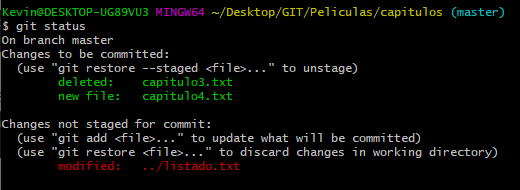 Kevin@DESKTOP-UG89VU3 MINGW64 ~/Desktop/GIT/Peliculas/capitulos (master)
$ git status
On branch master
Changes to be committed:
  (use "git restore --staged <file>..." to unstage)
        deleted:    capitulo3.txt
        new file:   capitulo4.txt

Changes not staged for commit:
  (use "git add <file>..." to update what will be committed)
  (use "git restore <file>..." to discard changes in working directory)
        modified:   ../listado.txt